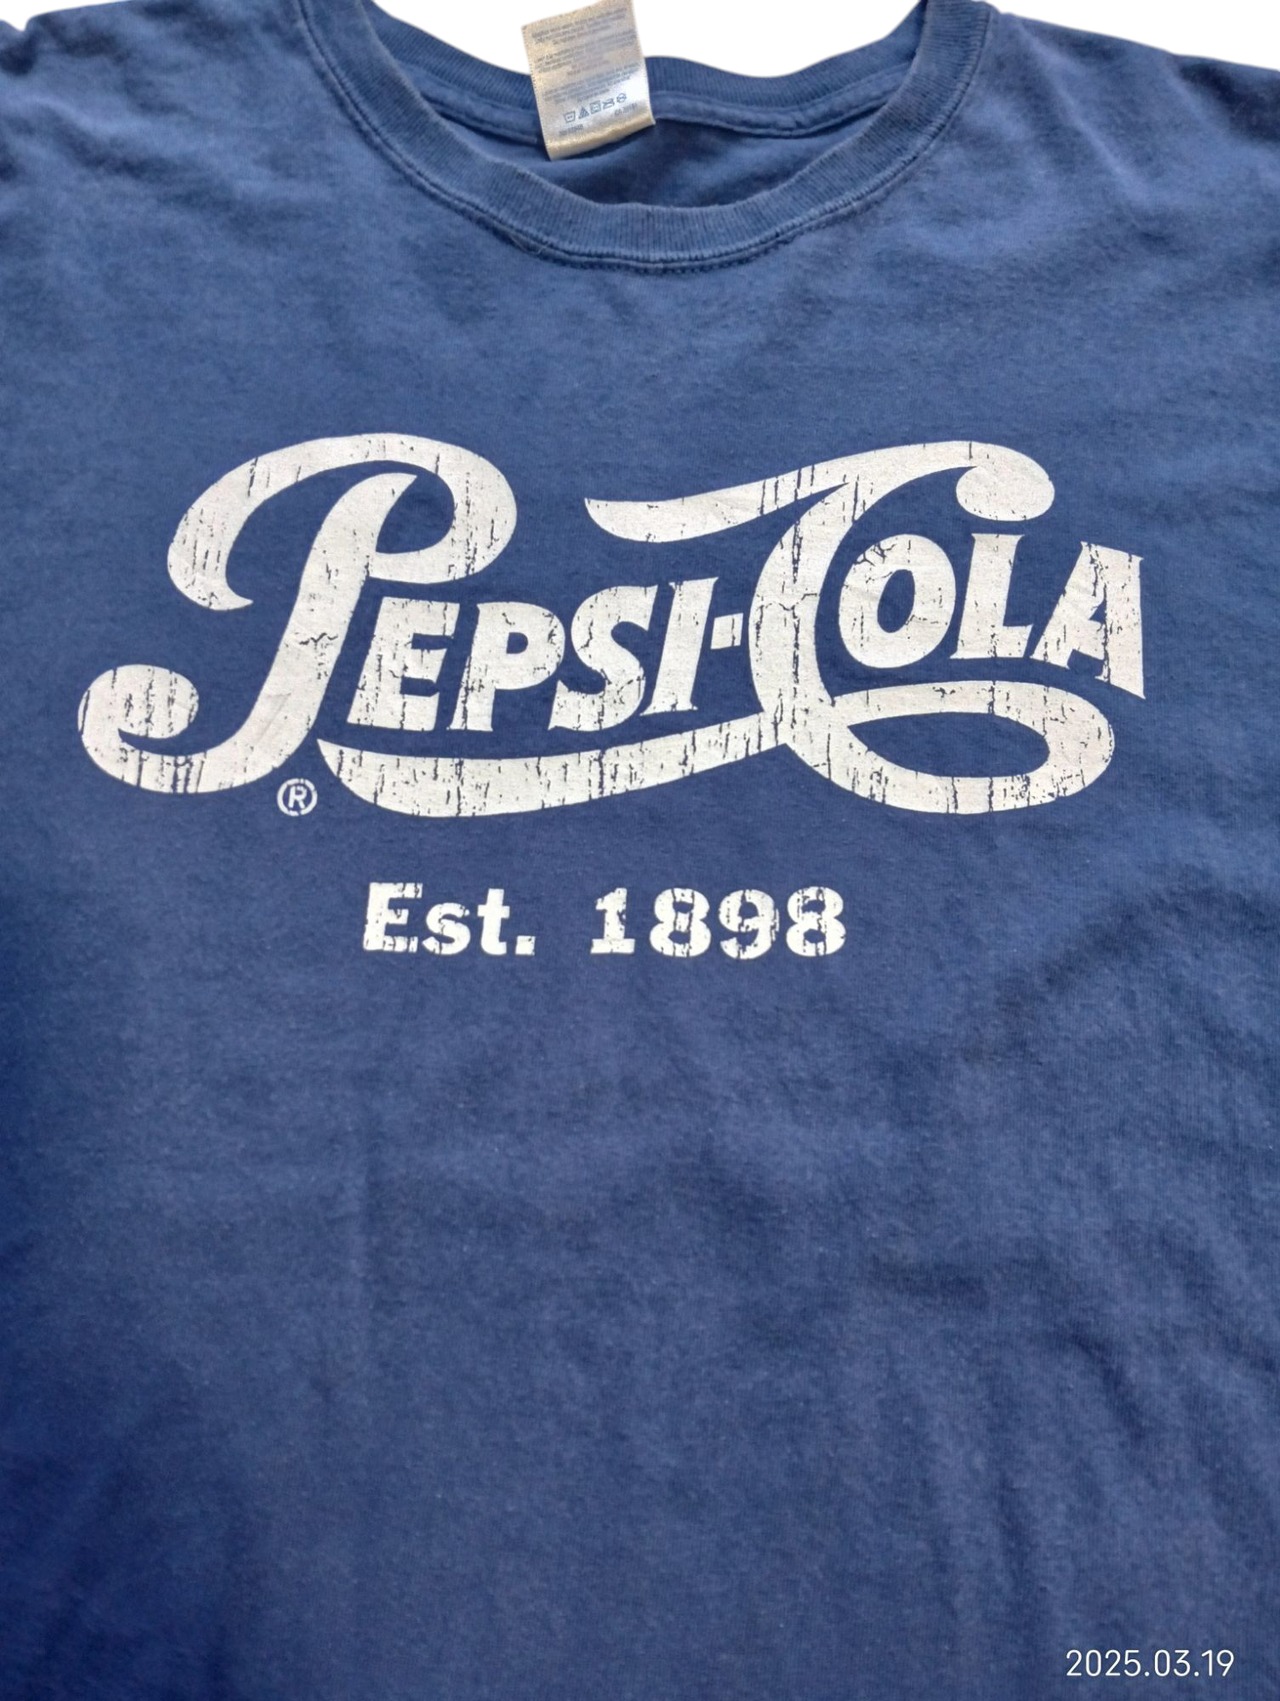 PEPSI-COLA
®
Est. 1898
2025.03.19